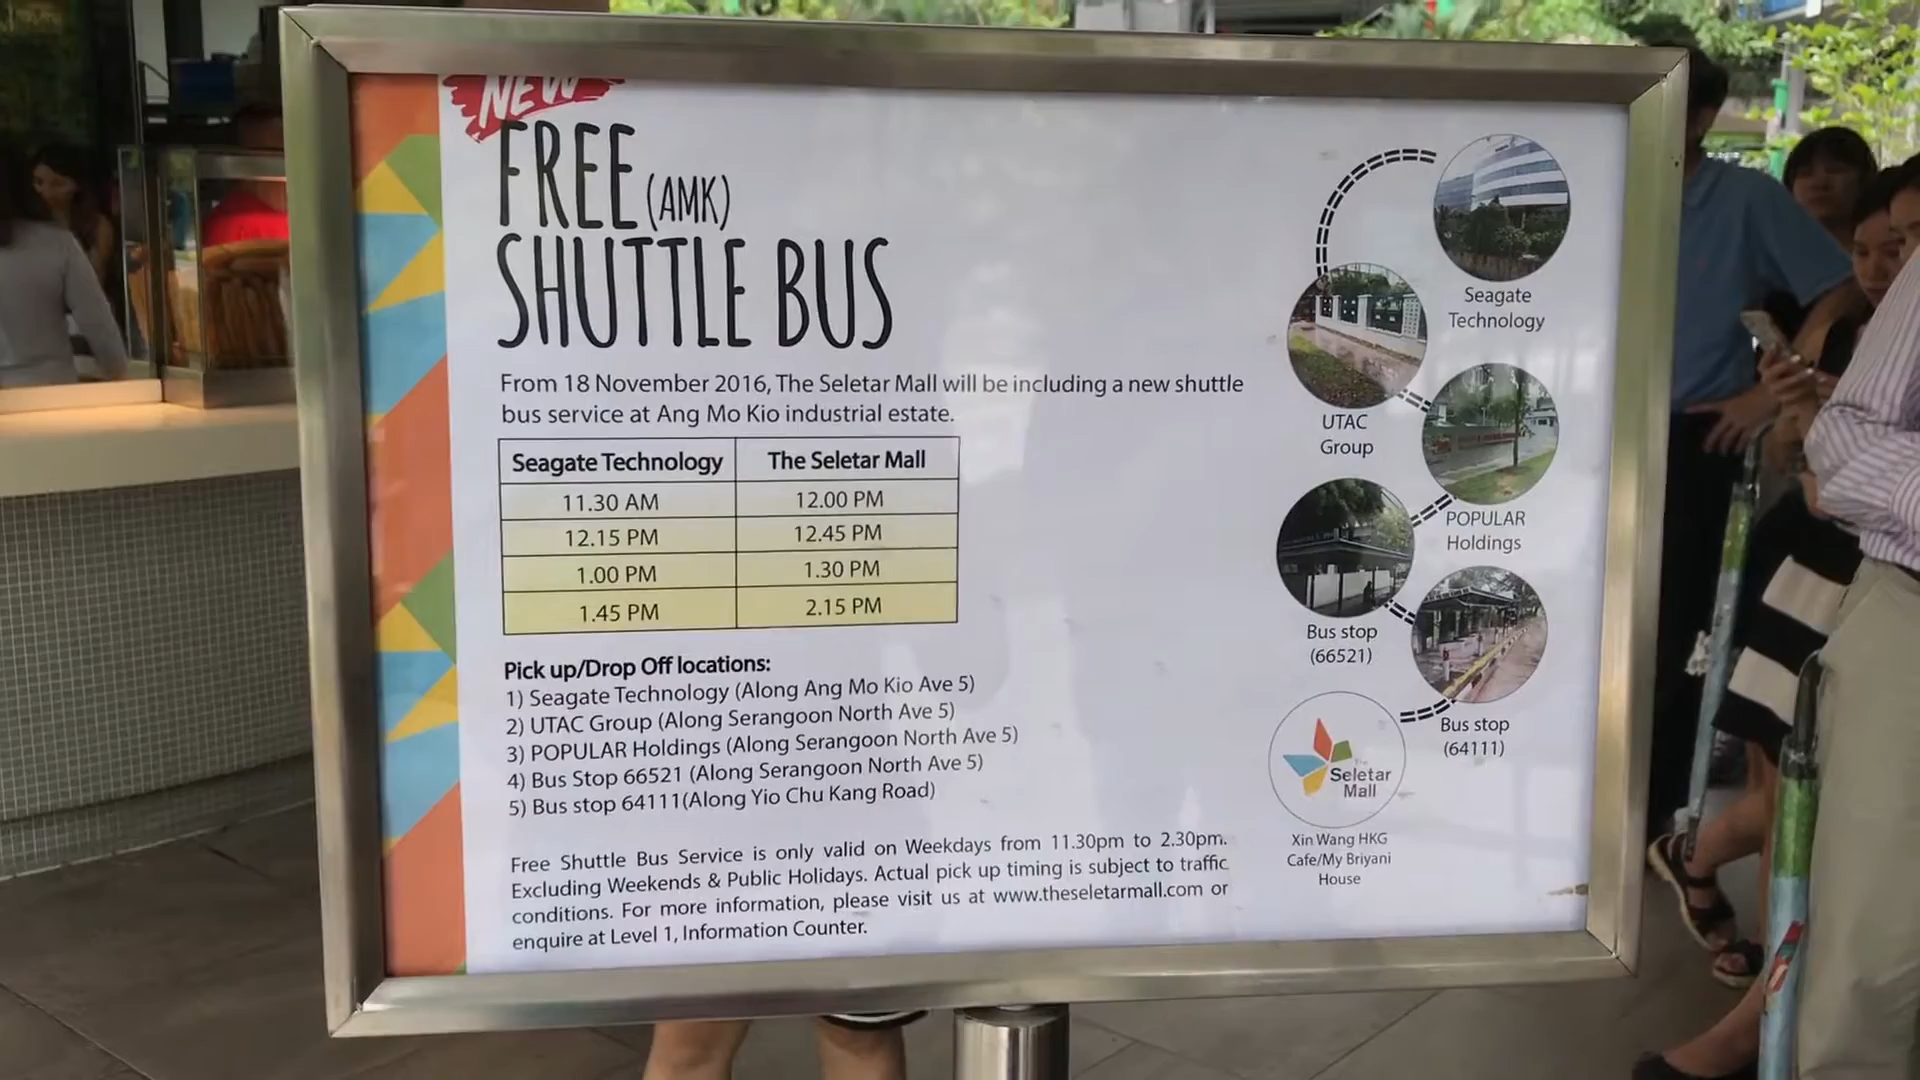 NEW
FREE (AMK)
SHUTTLE BUS
From 18 November 2016, The Seletar Mall will be including a new shuttle
bus service at Ang Mo Kio industrial estate.
Seagate Technology The Seletar Mall
11.30 AM 12.00 PM
12.15 PM 12.45 PM
1.00 PM 1.30 PM
1.45 PM 2.15 PM
Pick up/Drop Off locations:
1) Seagate Technology (Along Ang Mo Kio Ave 5)
2) UTAC Group (Along Serangoon North Ave 5)
3) POPULAR Holdings (Along Serangoon North Ave 5)
4) Bus Stop 66521 (Along Serangoon North Ave 5)
5) Bus stop 64111(Along Yio Chu Kang Road)
Free Shuttle Bus Service is only valid on Weekdays from 11.30pm to 2.30pm.
Excluding Weekends & Public Holidays. Actual pick up timing is subject to traffic
conditions. For more information, please visit us at www.theseletarmall.com or
enquire at Level 1, Information Counter.
Seagate
Technology
UTAC
Group
POPULAR
Holdings
Bus stop
(66521)
Bus stop
(64111)
The
Seletar
Mall
Xin Wang HKG
Cafe/My Briyani
House